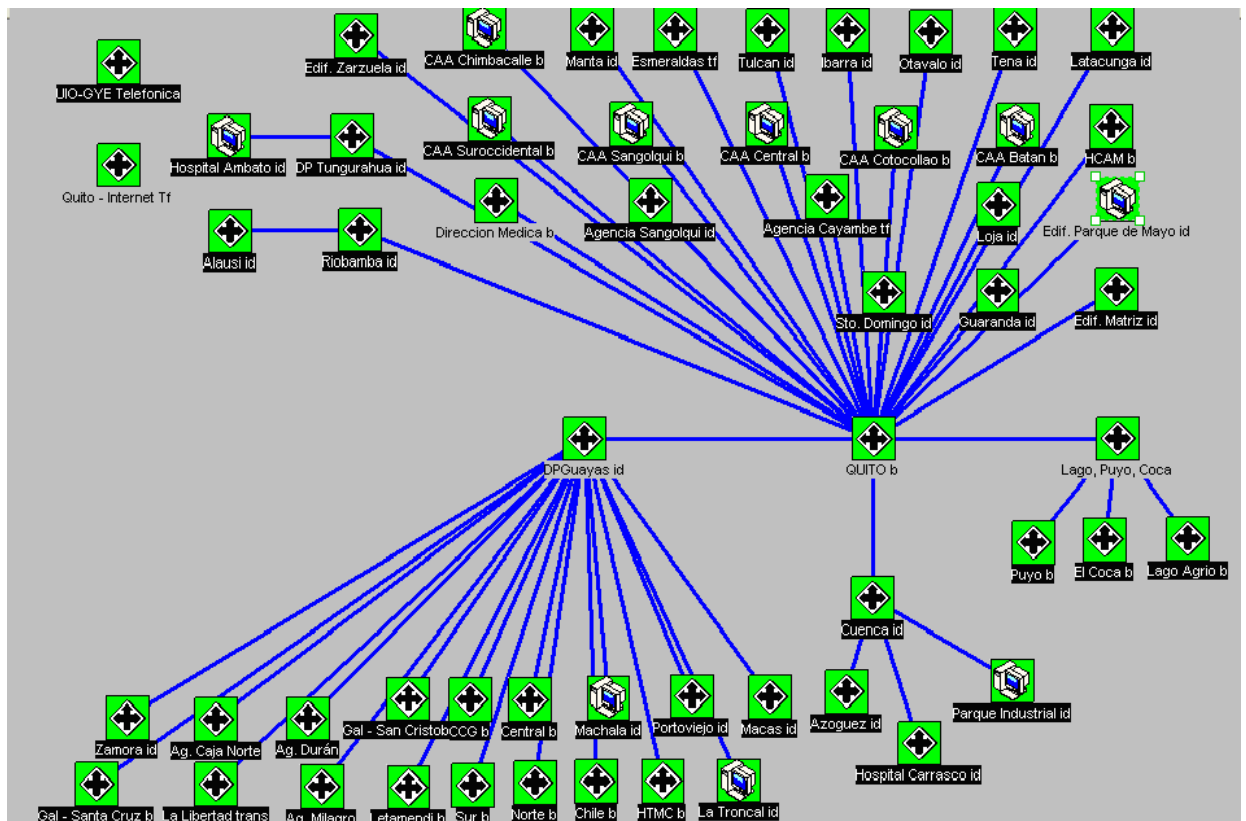 Edif. Zarzuela id
CAA Chimbacalle b
Manta id
Esmeraldas tf
Tulcan id
Ibarra id
Otavalo id
Tena id
Latacunga id
UIO-GYE Telefonica
Hospital Ambato id
DP Tungurahua id
CAA Suroccidental b
CAA Sangolqui b
CAA Central b
CAA Cotocollao b
CAA Batan b
HCAM b
Quito - Internet Tf
Direccion Medica b
Agencia Sangolqui id
Agencia Cayambe tf
Loja id
Edif. Parque de Mayo id
Alausi id
Riobamba id
Sto. Domingo id
Guaranda id
Edif. Matriz id
DPGuayas id
QUITO b
Lago, Puyo, Coca
Puyo b
El Coca b
Lago Agrio b
Cuenca id
Azoguez id
Parque Industrial id
Hospital Carrasco id
Zamora id
Ag. Caja Norte
Ag. Durán
Gal - San Cristob
CCG b
Central b
Machala id
Portoviejo id
Macas id
Gal - Santa Cruz b
La Libertad trans
Ag. Milagro
Letamendi b
Sur b
Norte b
Chile b
HTMC b
La Troncal id